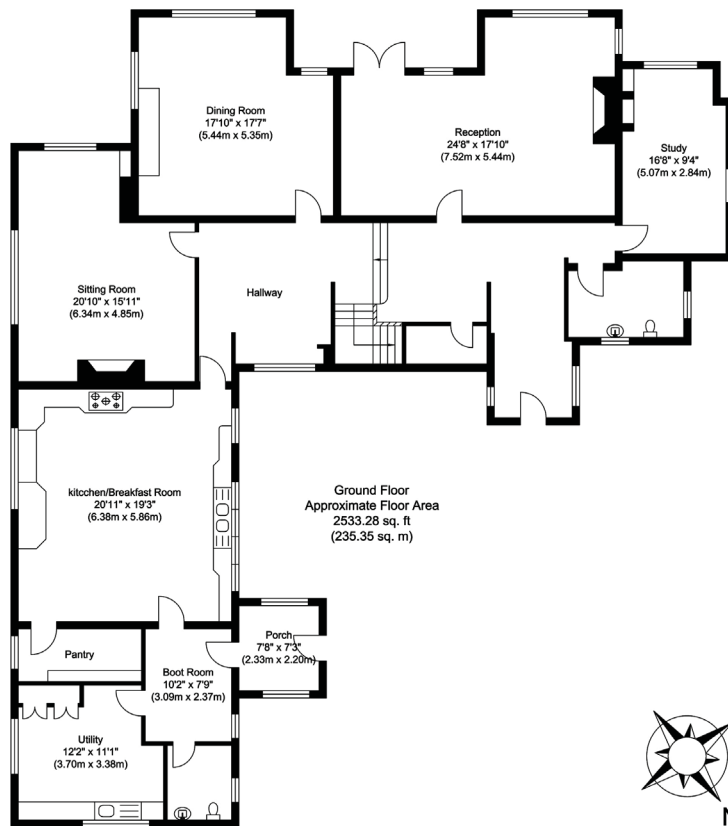 Dining Room
17'10" x 17'7"
(5.44m x 5.35m)
Reception
24'8" x 17'10"
(7.52m x 5.44m)
Study
16'8" x 9'4"
(5.07m x 2.84m)
Sitting Room
20'10" x 15'11"
(6.34m x 4.85m)
Hallway
kitcchen/Breakfast Room
20'11" x 19'3"
(6.38m x 5.86m)
Ground Floor
Approximate Floor Area
2533.28 sq. ft
(235.35 sq. m)
Porch
7'8" x 7'3"
(2.33m x 2.20m)
Pantry
Boot Room
10'2" x 7'9"
(3.09m x 2.37m)
Utility
12'2" x 11'1"
(3.70m x 3.38m)
N